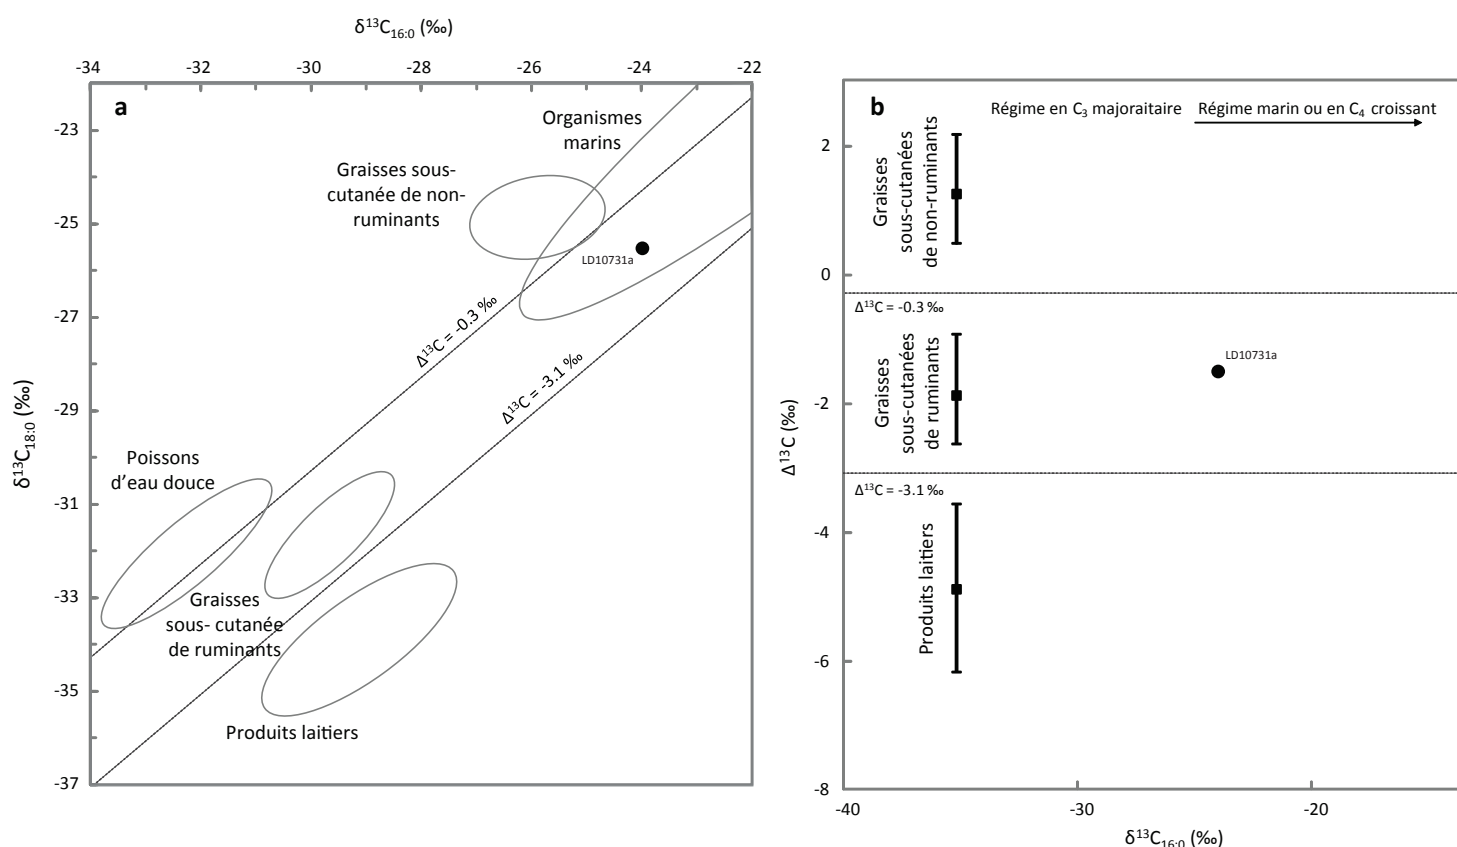 δ¹³C₁₆:₀ (‰)
-34 -32 -30 -28 -26 -24 -22
a
-23
-25
-27
-29
-31
-33
-35
-37
δ¹³C₁₈:₀ (‰)
Organismes
marins
Graisses sous-
cutanée de non-
ruminants
LD10731a
Δ¹³C = -0.3 ‰
Δ¹³C = -3.1 ‰
Poissons
d'eau douce
Graisses
sous- cutanée
de ruminants
Produits laitiers
b
Régime en C₃ majoraitaire
Régime marin ou en C₄ croissant
2
0
-2
-4
-6
-8
Δ¹³C (‰)
Graisses
sous-cutanées
de non-ruminants
Δ¹³C = -0.3 ‰
Graisses
sous-cutanées
de ruminants
LD10731a
Δ¹³C = -3.1 ‰
Produits laitiers
-40 -30 -20
δ¹³C₁₆:₀ (‰)